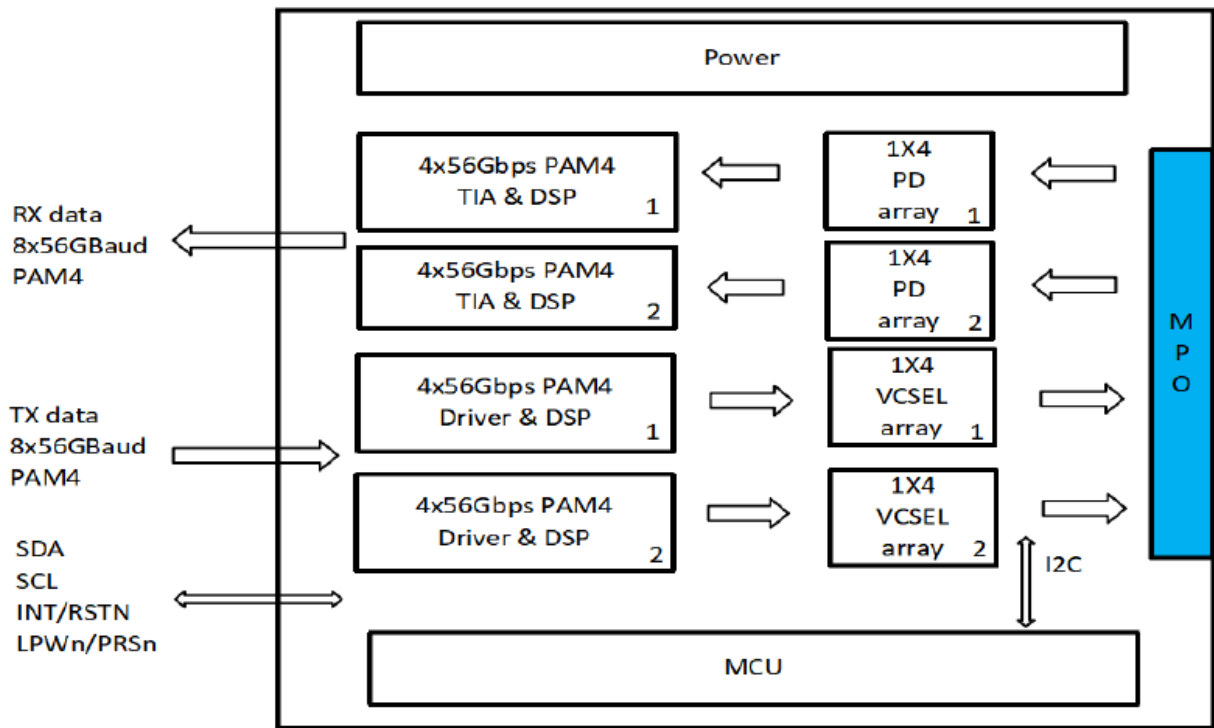 Power
4x56Gbps PAM4
TIA & DSP
1
1X4
PD
array 1
RX data
8x56GBaud
PAM4
4x56Gbps PAM4
TIA & DSP
2
1X4
PD
array 2
M
P
O
4x56Gbps PAM4
Driver & DSP
1
1X4
VCSEL
array 1
TX data
8x56GBaud
PAM4
4x56Gbps PAM4
Driver & DSP
2
1X4
VCSEL
array 2
SDA
SCL
INT/RSTN
LPWn/PRSn
I2C
MCU